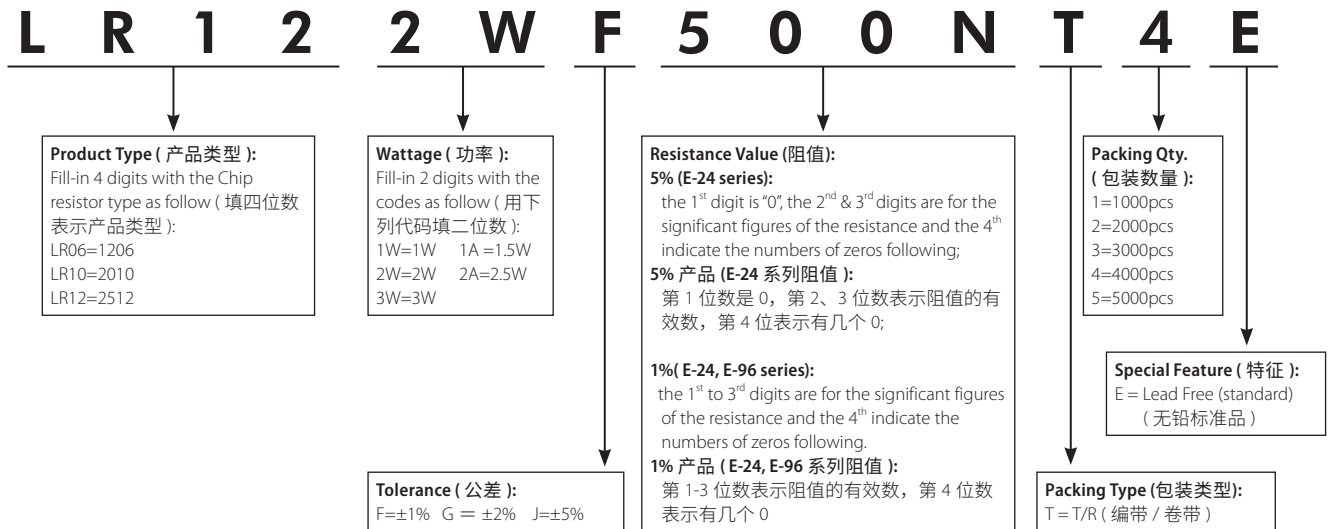 L R 1 2 2 W F 5 0 0 N T 4 E
Product Type ( 产品类型 ):
Fill-in 4 digits with the Chip
resistor type as follow ( 填四位数
表示产品类型 ):
LR06=1206
LR10=2010
LR12=2512
Wattage ( 功率 ):
Fill-in 2 digits with the
codes as follow ( 用下
列代码填二位数 ):
1W=1W 1A =1.5W
2W=2W 2A=2.5W
3W=3W
Tolerance ( 公差 ):
F=±1% G = ±2% J=±5%
Resistance Value (阻值):
5% (E-24 series):
the 1st digit is "0", the 2nd & 3rd digits are for the
significant figures of the resistance and the 4th
indicate the numbers of zeros following;
5% 产品 (E-24 系列阻值 ):
第 1 位数是 0，第 2、3 位数表示阻值的有
效数，第 4 位表示有几个 0;
1%( E-24, E-96 series):
the 1st to 3rd digits are for the significant figures
of the resistance and the 4th indicate the
numbers of zeros following.
1% 产品 ( E-24, E-96 系列阻值 ):
第 1-3 位数表示阻值的有效数，第 4 位数
表示有几个 0
Packing Qty.
( 包装数量 ):
1=1000pcs
2=2000pcs
3=3000pcs
4=4000pcs
5=5000pcs
Special Feature ( 特征 ):
E = Lead Free (standard)
( 无铅标准品 )
Packing Type (包装类型):
T = T/R ( 编带 / 卷带 )